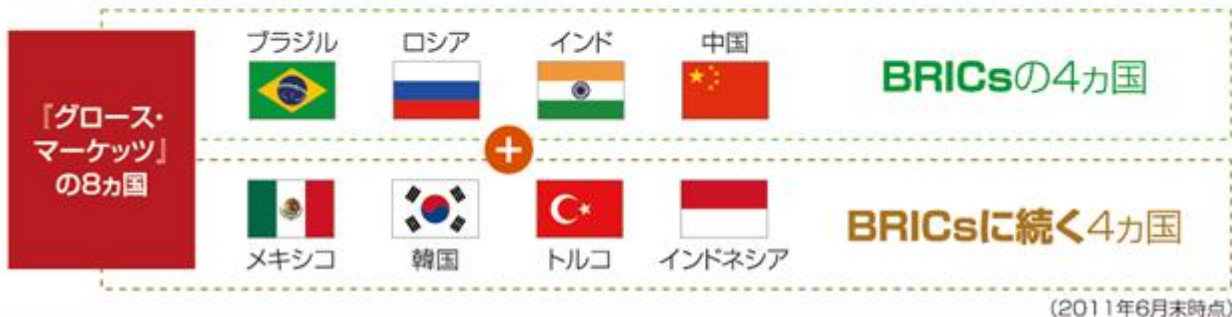 『グロース・
マーケッツ』
の8ヵ国
ブラジル ロシア インド 中国
BRICsの4ヵ国
+
メキシコ 韓国 トルコ インドネシア
BRICsに続く4ヵ国
(2011年6月末時点)